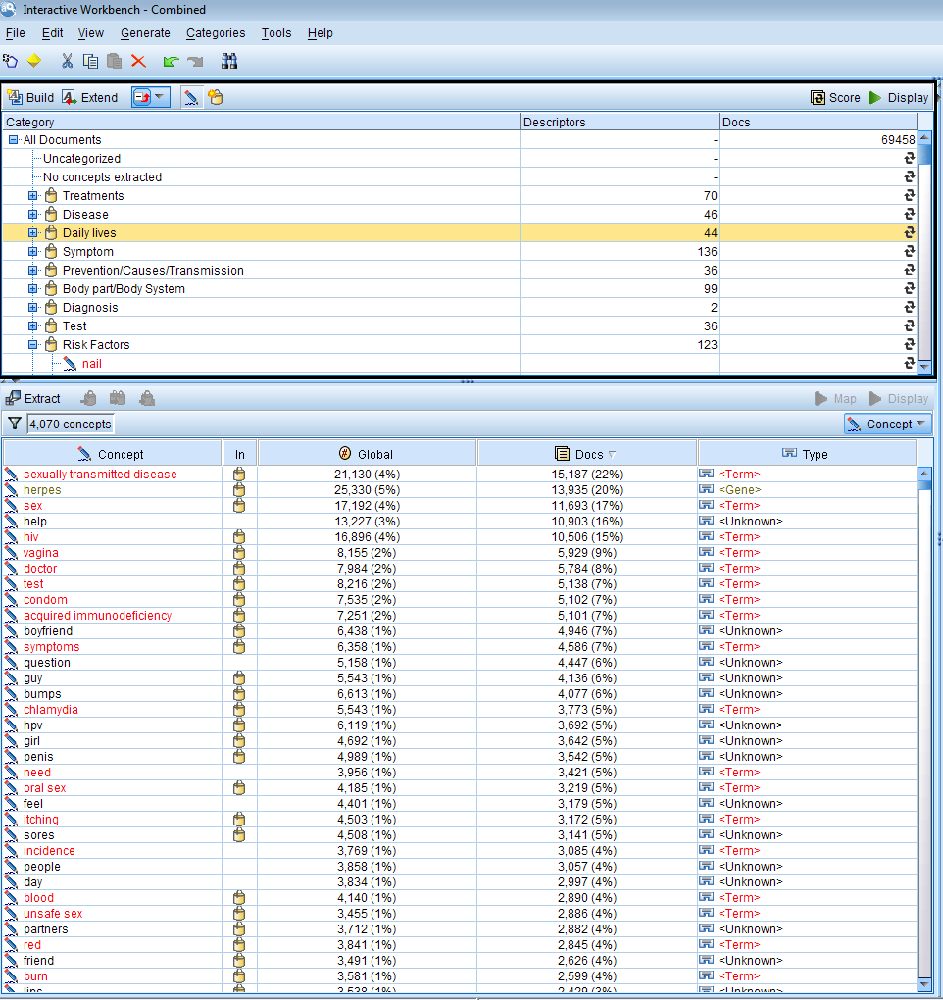 Interactive Workbench - Combined
File Edit View Generate Categories Tools Help
Build Extend Score Display
Category Descriptors Docs
All Documents - 69458
Uncategorized -
No concepts extracted -
Treatments 70
Disease 46
Daily lives 44
Symptom 136
Prevention/Causes/Transmission 36
Body part/Body System 99
Diagnosis 2
Test 36
Risk Factors 123
nail
Extract Map Display
4,070 concepts Concept
Concept In Global Docs Type
sexually transmitted disease 21,130 (4%) 15,187 (22%) <Term>
herpes 25,330 (5%) 13,935 (20%) <Gene>
sex 17,192 (4%) 11,693 (17%) <Term>
help 13,227 (3%) 10,903 (16%) <Unknown>
hiv 16,896 (4%) 10,506 (15%) <Term>
vagina 8,155 (2%) 5,929 (9%) <Term>
doctor 7,984 (2%) 5,784 (8%) <Term>
test 8,216 (2%) 5,138 (7%) <Term>
condom 7,535 (2%) 5,102 (7%) <Term>
acquired immunodeficiency 7,251 (2%) 5,101 (7%) <Term>
boyfriend 6,438 (1%) 4,946 (7%) <Unknown>
symptoms 6,358 (1%) 4,586 (7%) <Term>
question 5,158 (1%) 4,447 (6%) <Unknown>
guy 5,543 (1%) 4,136 (6%) <Unknown>
bumps 6,613 (1%) 4,077 (6%) <Unknown>
chlamydia 5,543 (1%) 3,773 (5%) <Term>
hpv 6,119 (1%) 3,692 (5%) <Unknown>
girl 4,692 (1%) 3,642 (5%) <Unknown>
penis 4,989 (1%) 3,542 (5%) <Unknown>
need 3,956 (1%) 3,421 (5%) <Term>
oral sex 4,185 (1%) 3,219 (5%) <Term>
feel 4,401 (1%) 3,179 (5%) <Unknown>
itching 4,503 (1%) 3,172 (5%) <Term>
sores 4,508 (1%) 3,141 (5%) <Unknown>
incidence 3,769 (1%) 3,085 (4%) <Term>
people 3,858 (1%) 3,057 (4%) <Unknown>
day 3,834 (1%) 2,997 (4%) <Unknown>
blood 4,140 (1%) 2,890 (4%) <Term>
unsafe sex 3,455 (1%) 2,886 (4%) <Term>
partners 3,712 (1%) 2,882 (4%) <Unknown>
red 3,841 (1%) 2,845 (4%) <Term>
friend 3,491 (1%) 2,626 (4%) <Unknown>
burn 3,581 (1%) 2,599 (4%) <Term>